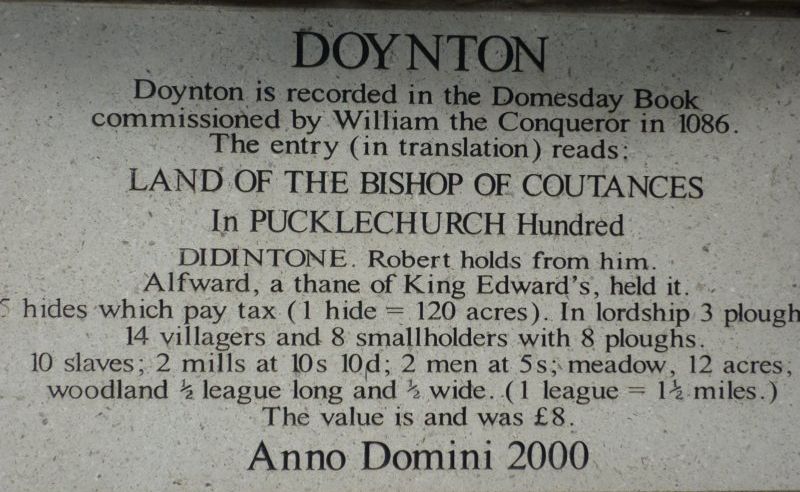 DOYNTON
Doynton is recorded in the Domesday Book
commissioned by William the Conqueror in 1086.
The entry (in translation) reads:
LAND OF THE BISHOP OF COUTANCES
In PUCKLECHURCH Hundred
DIDINTONE. Robert holds from him.
Alfward, a thane of King Edward's, held it.
5 hides which pay tax (1 hide = 120 acres). In lordship 3 plough
14 villagers and 8 smallholders with 8 ploughs.
10 slaves; 2 mills at 10s 10d; 2 men at 5s; meadow, 12 acres;
woodland ½ league long and ½ wide. (1 league = 1½ miles.)
The value is and was £8.
Anno Domini 2000